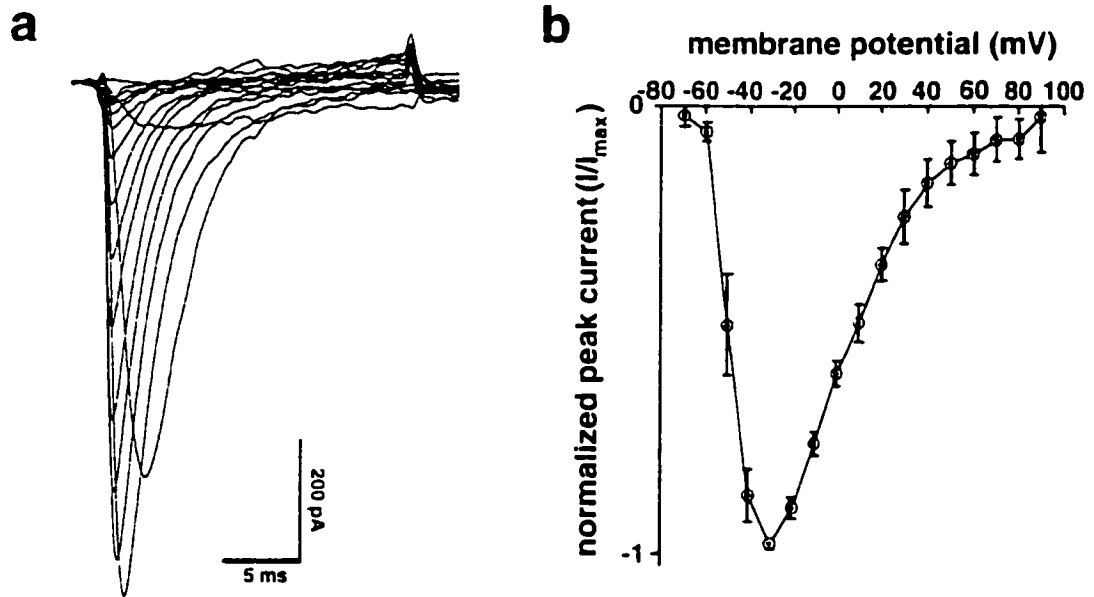 a
b
200 pA
5 ms
membrane potential (mV)
-80 -60 -40 -20 0 20 40 60 80 100
0
-1
normalized peak current (I/Imax)